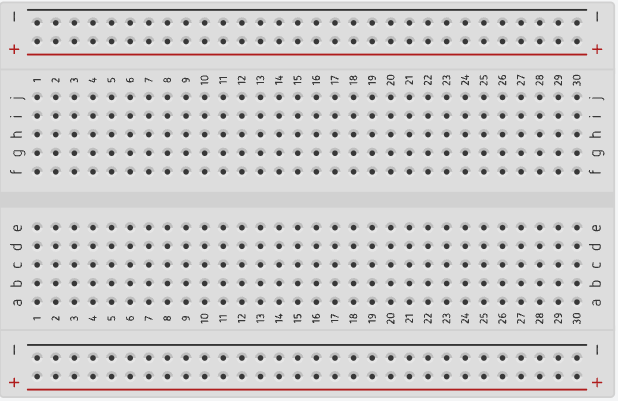 − −
+ +
1 2 3 4 5 6 7 8 9 10 11 12 13 14 15 16 17 18 19 20 21 22 23 24 25 26 27 28 29 30
j j
i i
h h
g g
f f
e e
d d
c c
b b
a a
1 2 3 4 5 6 7 8 9 10 11 12 13 14 15 16 17 18 19 20 21 22 23 24 25 26 27 28 29 30
− −
+ +